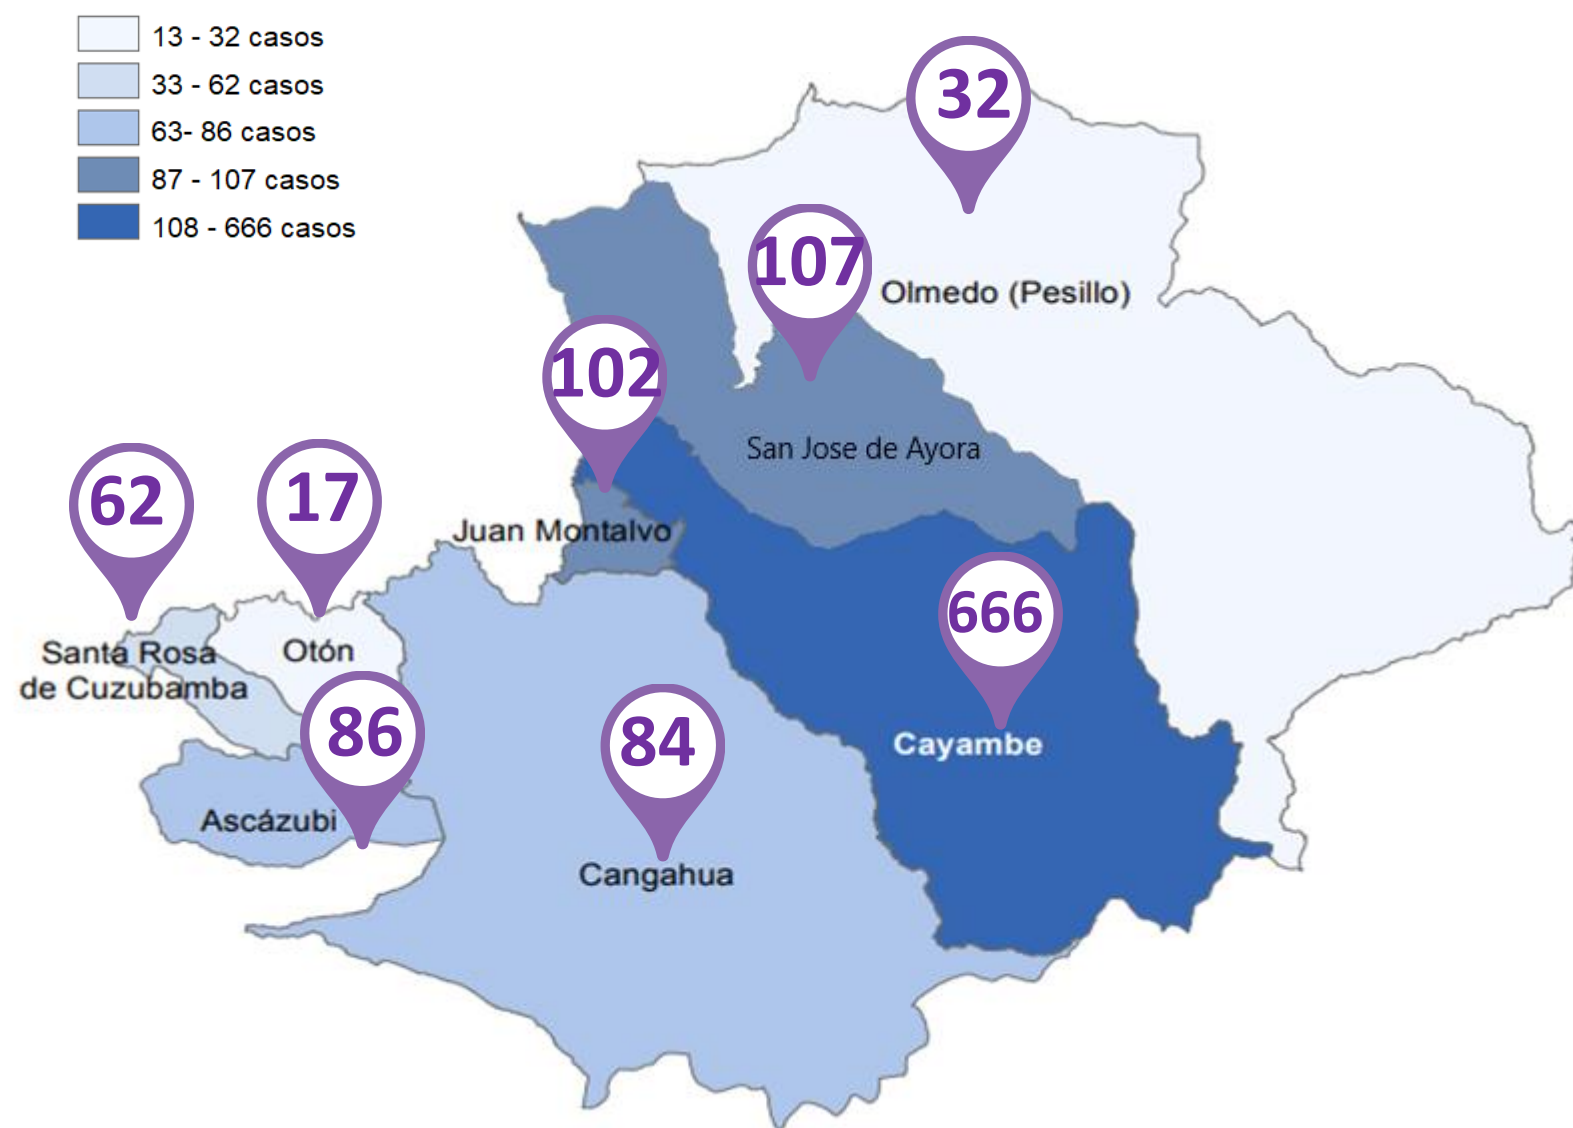 13 - 32 casos
33 - 62 casos
63- 86 casos
87 - 107 casos
108 - 666 casos
32
107
Olmedo (Pesillo)
102
San Jose de Ayora
62
17
Juan Montalvo
666
Santa Rosa
de Cuzubamba
Otón
86
84
Cayambe
Ascázubi
Cangahua